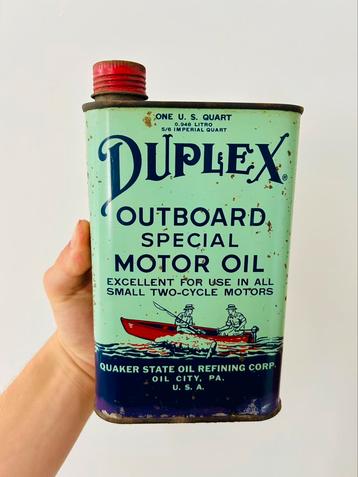 ONE U. S. QUART
0.946 LITRO
5/6 IMPERIAL QUART
DUPLEX®
OUTBOARD
SPECIAL
MOTOR OIL
EXCELLENT FOR USE IN ALL
SMALL TWO-CYCLE MOTORS
QUAKER STATE OIL REFINING CORP.
OIL CITY, PA.
U. S. A.